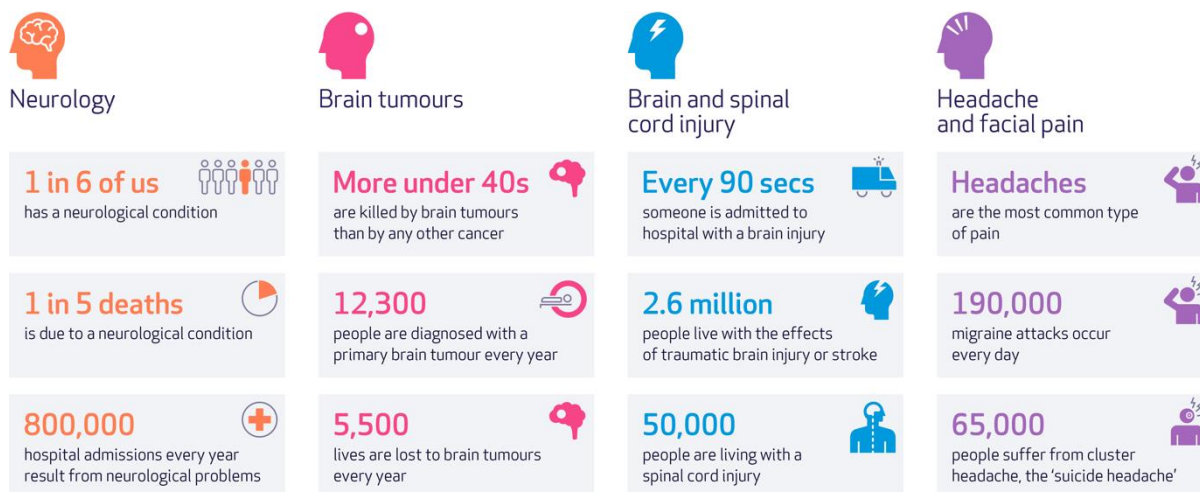 Neurology
1 in 6 of us
has a neurological condition
1 in 5 deaths
is due to a neurological condition
800,000
hospital admissions every year
result from neurological problems
Brain tumours
More under 40s
are killed by brain tumours
than by any other cancer
12,300
people are diagnosed with a
primary brain tumour every year
5,500
lives are lost to brain tumours
every year
Brain and spinal
cord injury
Every 90 secs
someone is admitted to
hospital with a brain injury
2.6 million
people live with the effects
of traumatic brain injury or stroke
50,000
people are living with a
spinal cord injury
Headache
and facial pain
Headaches
are the most common type
of pain
190,000
migraine attacks occur
every day
65,000
people suffer from cluster
headache, the ‘suicide headache’